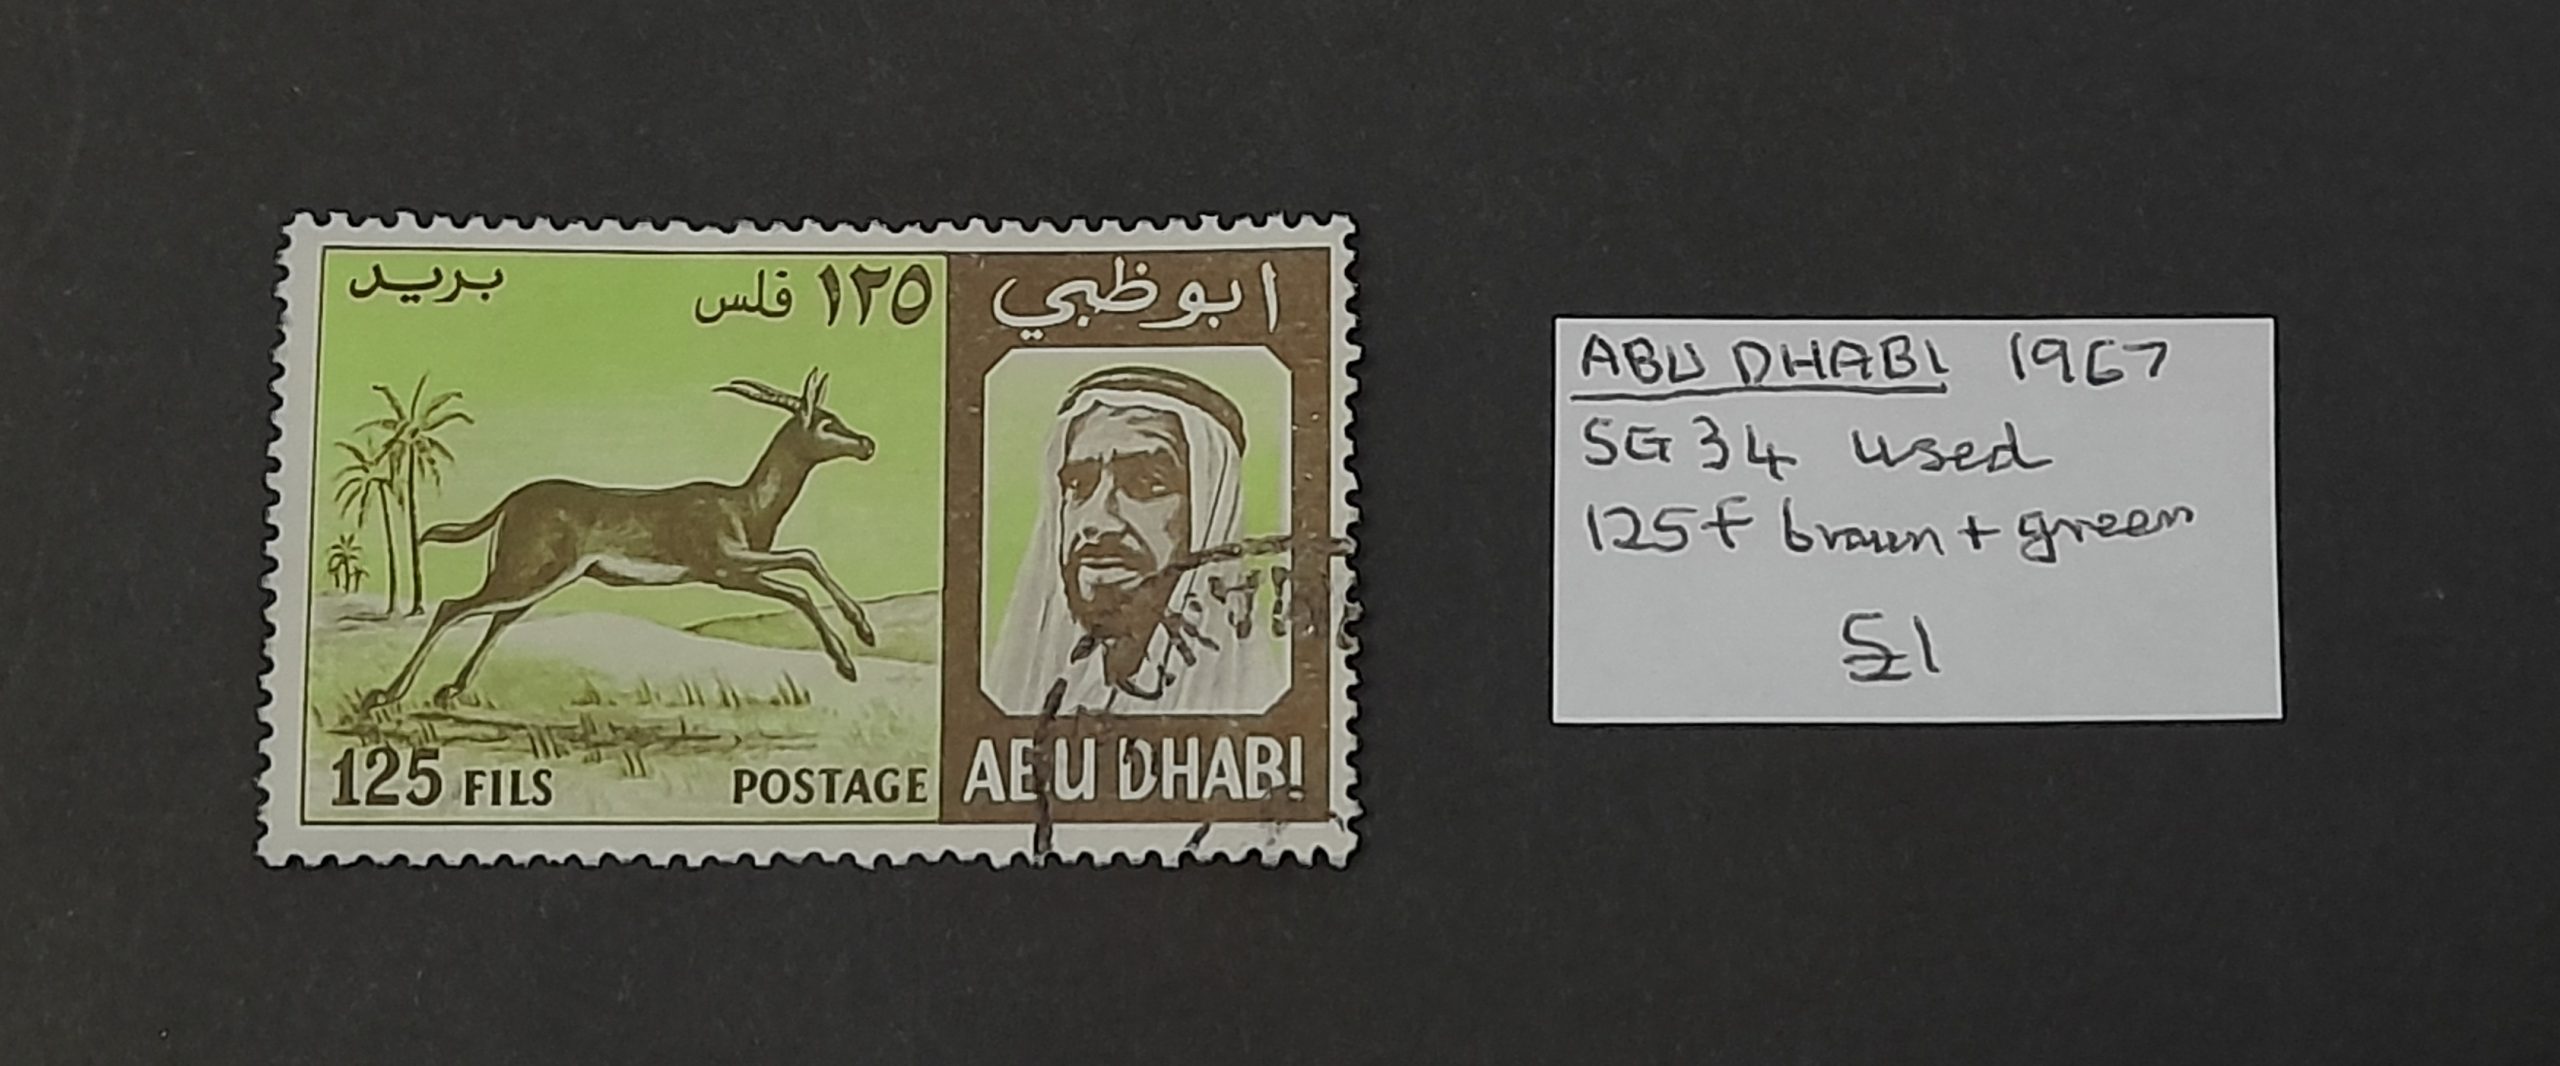 بريد
١٢٥ فلس
ابوظبي
125 FILS
POSTAGE
ABU DHABI
ABU DHABI 1967
SG 34 used
125f brown + green
£1